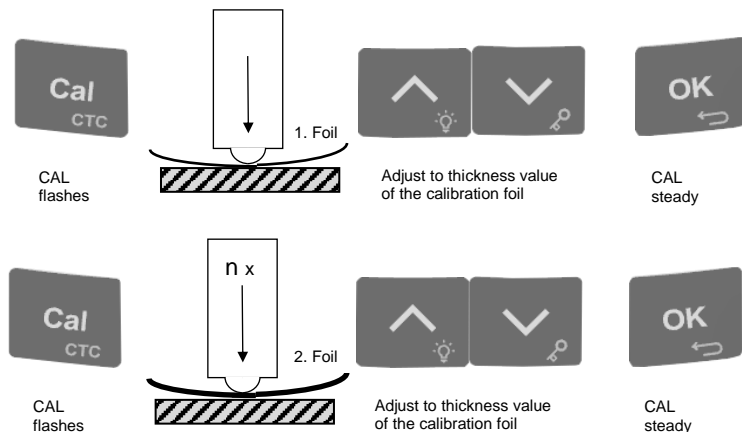 Cal
CTC
1. Foil
OK
CAL
flashes
Adjust to thickness value
of the calibration foil
CAL
steady
n x
Cal
CTC
2. Foil
OK
CAL
flashes
Adjust to thickness value
of the calibration foil
CAL
steady